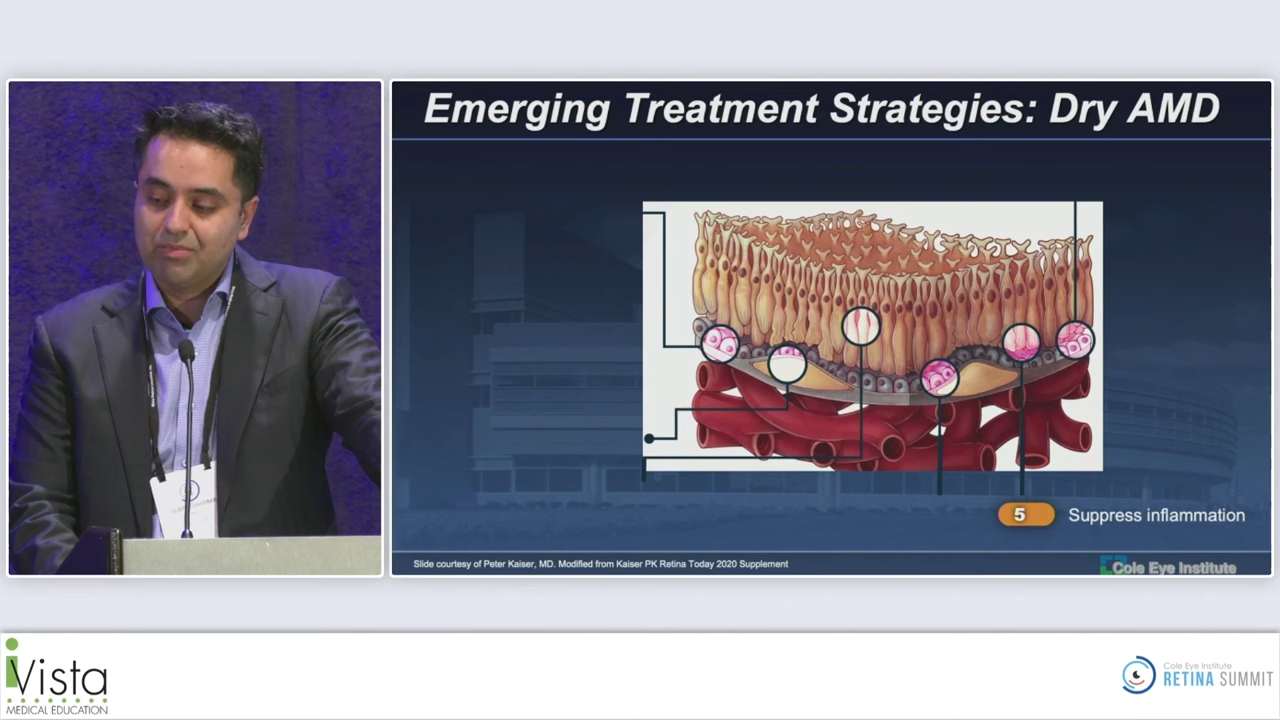 Emerging Treatment Strategies: Dry AMD
5 Suppress inflammation
Slide courtesy of Peter Kaiser, MD. Modified from Kaiser PK Retina Today 2020 Supplement
Cole Eye Institute
iVista
MEDICAL EDUCATION
Cole Eye Institute
RETINA SUMMIT